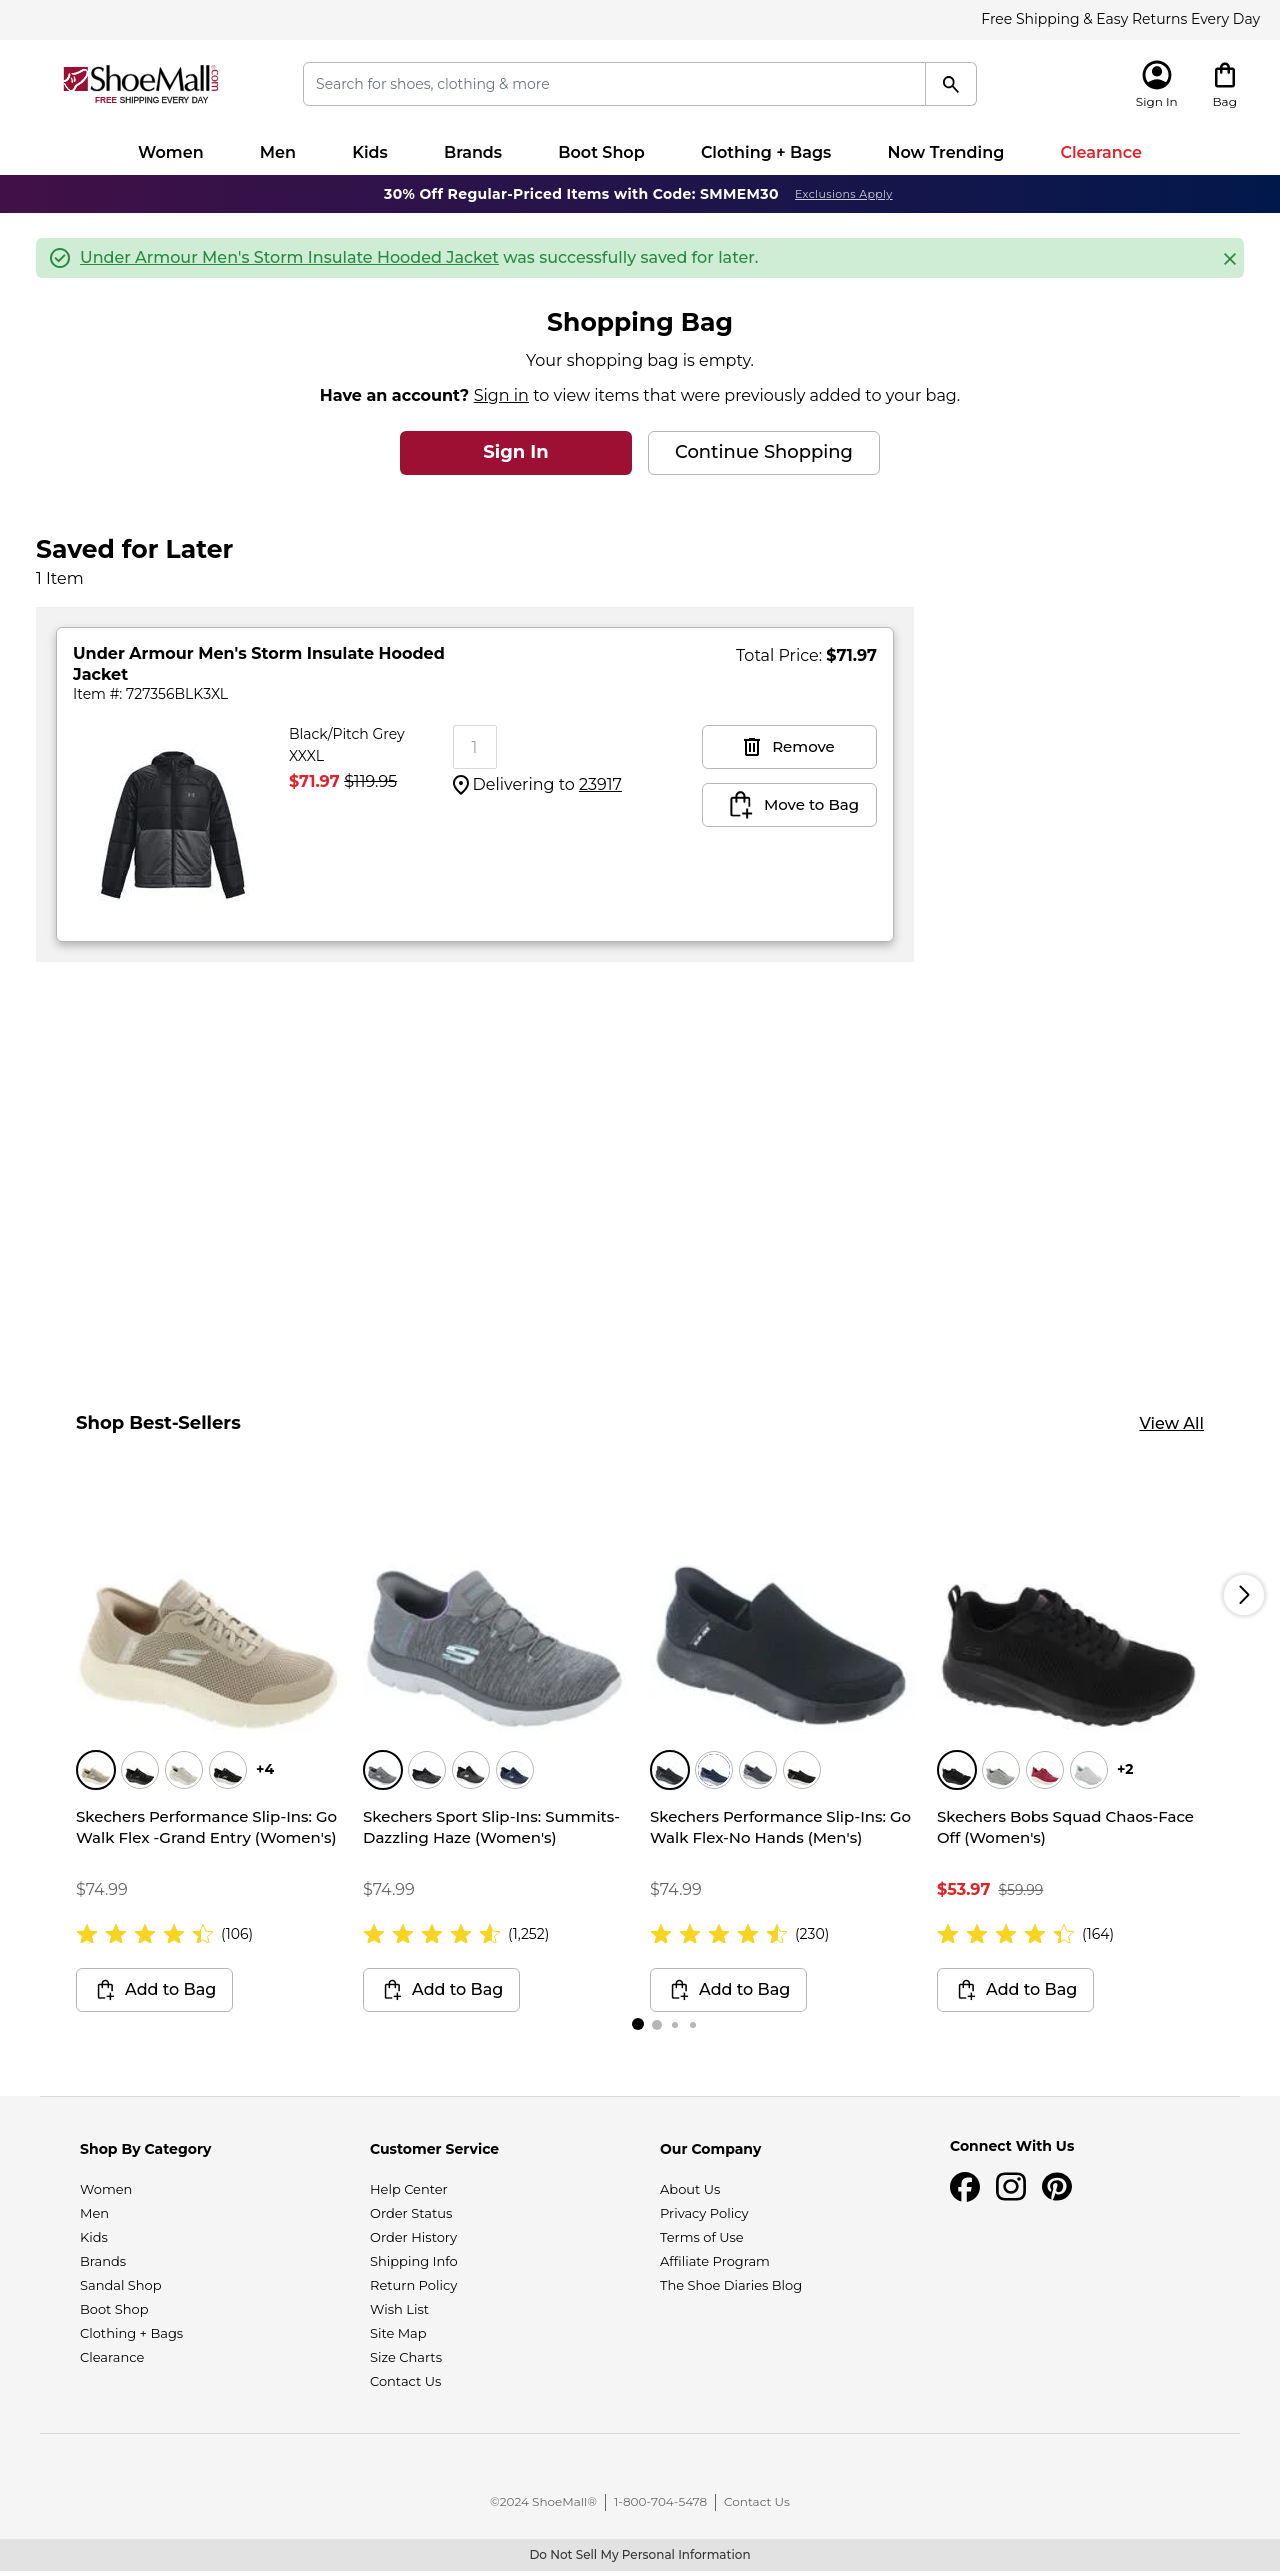 Free Shipping & Easy Returns Every Day
ShoeMall®.com
FREE SHIPPING EVERY DAY
Search for shoes, clothing & more
Sign In
Bag
Women Men Kids Brands Boot Shop Clothing + Bags Now Trending Clearance
30% Off Regular-Priced Items with Code: SMMEM30 Exclusions Apply
Under Armour Men's Storm Insulate Hooded Jacket was successfully saved for later.
Shopping Bag
Your shopping bag is empty.
Have an account? Sign in to view items that were previously added to your bag.
Sign In
Continue Shopping
Saved for Later
1 Item
Under Armour Men's Storm Insulate Hooded
Jacket
Item #: 727356BLK3XL
Total Price: $71.97
Black/Pitch Grey
XXXL
$71.97 $119.95
1
Delivering to 23917
Remove
Move to Bag
Shop Best-Sellers
View All
+4
Skechers Performance Slip-Ins: Go
Walk Flex -Grand Entry (Women's)
$74.99
(106)
Add to Bag
Skechers Sport Slip-Ins: Summits-
Dazzling Haze (Women's)
$74.99
(1,252)
Add to Bag
Skechers Performance Slip-Ins: Go
Walk Flex-No Hands (Men's)
$74.99
(230)
Add to Bag
+2
Skechers Bobs Squad Chaos-Face
Off (Women's)
$53.97 $59.99
(164)
Add to Bag
Shop By Category
Women
Men
Kids
Brands
Sandal Shop
Boot Shop
Clothing + Bags
Clearance
Customer Service
Help Center
Order Status
Order History
Shipping Info
Return Policy
Wish List
Site Map
Size Charts
Contact Us
Our Company
About Us
Privacy Policy
Terms of Use
Affiliate Program
The Shoe Diaries Blog
Connect With Us
©2024 ShoeMall® 1-800-704-5478 Contact Us
Do Not Sell My Personal Information